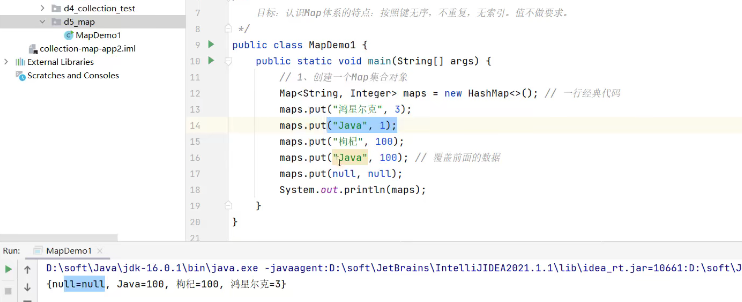 d4_collection_test
d5_map
MapDemo1
collection-map-app2.iml
External Libraries
Scratches and Consoles
7 目标：认识Map体系的特点：按照键无序，不重复，无索引。值不做要求。
8 */
9 public class MapDemo1 {
10 public static void main(String[] args) {
11 // 1、创建一个Map集合对象
12 Map<String, Integer> maps = new HashMap<>(); // 一行经典代码
13 maps.put("鸿星尔克", 3);
14 maps.put("Java", 1);
15 maps.put("枸杞", 100);
16 maps.put("Java", 100); // 覆盖前面的数据
17 maps.put(null, null);
18 System.out.println(maps);
19 }
20 }
21
Run: MapDemo1
D:\soft\Java\jdk-16.0.1\bin\java.exe -javaagent:D:\soft\JetBrains\IntelliJIDEA2021.1.1\lib\idea_rt.jar=10661:D:\soft\J
{null=null, Java=100, 枸杞=100, 鸿星尔克=3}